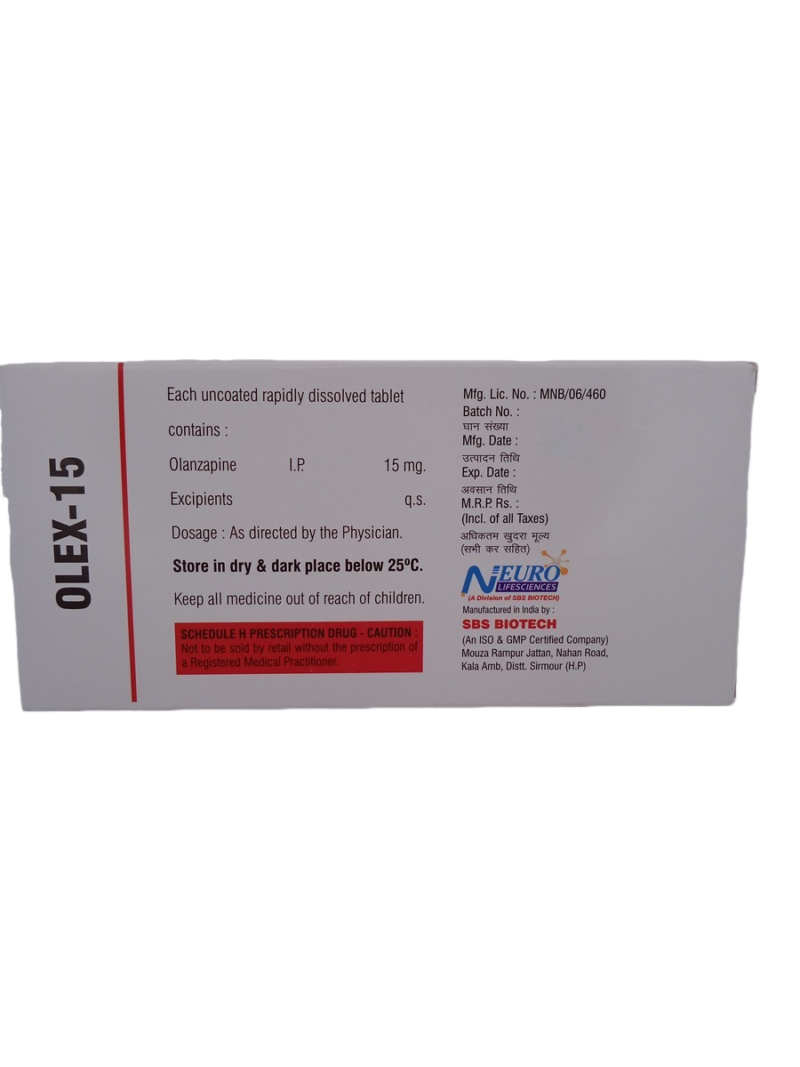 OLEX-15
Each uncoated rapidly dissolved tablet
contains :
Olanzapine I.P. 15 mg.
Excipients q.s.
Dosage : As directed by the Physician.
Store in dry & dark place below 25ºC.
Keep all medicine out of reach of children.
SCHEDULE H PRESCRIPTION DRUG - CAUTION :
Not to be sold by retail without the prescription of
a Registered Medical Practitioner.
Mfg. Lic. No. : MNB/06/460
Batch No. :
घान संख्या
Mfg. Date :
उत्पादन तिथि
Exp. Date :
अवसान तिथि
M.R.P. Rs. :
(Incl. of all Taxes)
अधिकतम खुदरा मूल्य
(सभी कर सहित)
NEURO
LIFESCIENCES
(A Division of SBS BIOTECH)
Manufactured in India by :
SBS BIOTECH
(An ISO & GMP Certified Company)
Mouza Rampur Jattan, Nahan Road,
Kala Amb, Distt. Sirmour (H.P)